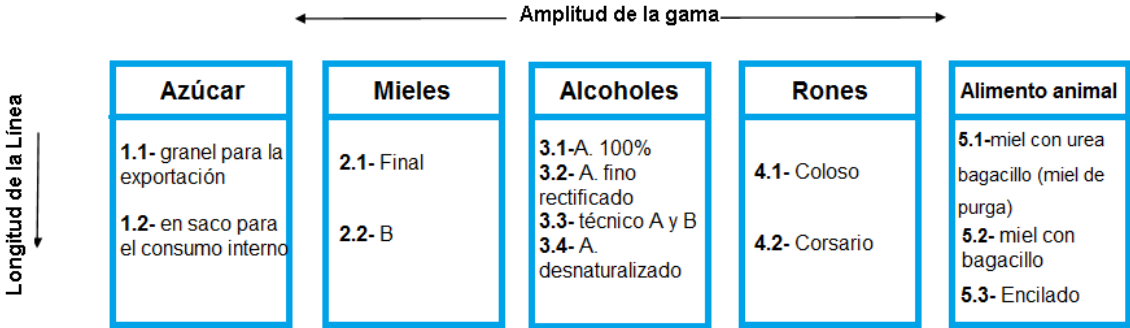 Amplitud de la gama
Longitud de la Línea
Azúcar
1.1- granel para la
exportación
1.2- en saco para
el consumo interno
Mieles
2.1- Final
2.2- B
Alcoholes
3.1-A. 100%
3.2- A. fino
rectificado
3.3- técnico A y B
3.4- A.
desnaturalizado
Rones
4.1- Coloso
4.2- Corsario
Alimento animal
5.1-miel con urea
bagacillo (miel de
purga)
5.2- miel con
bagacillo
5.3- Encilado